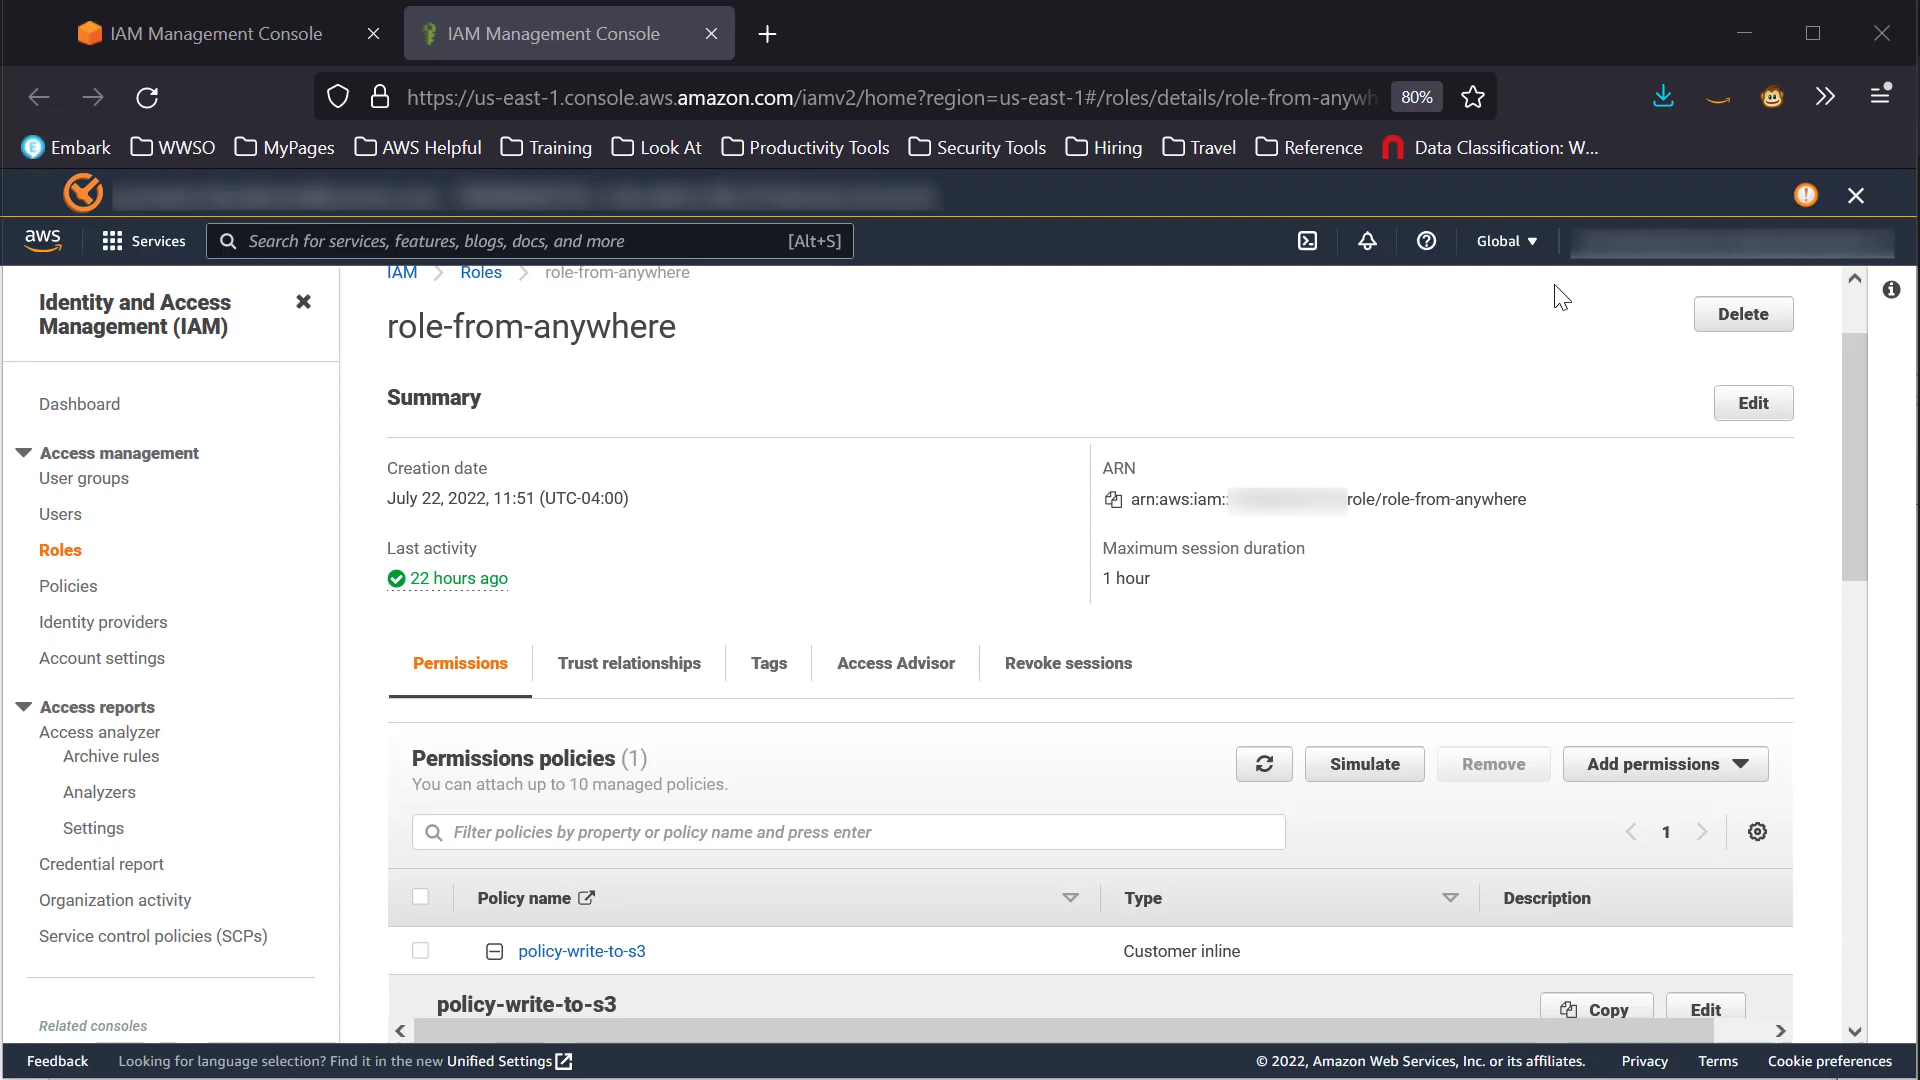 IAM Management Console
IAM Management Console
https://us-east-1.console.aws.amazon.com/iamv2/home?region=us-east-1#/roles/details/role-from-anywh
80%
Embark
WWSO
MyPages
AWS Helpful
Training
Look At
Productivity Tools
Security Tools
Hiring
Travel
Reference
Data Classification: W...
aws
Services
Search for services, features, blogs, docs, and more
[Alt+S]
Global
Identity and Access
Management (IAM)
Dashboard
Access management
User groups
Users
Roles
Policies
Identity providers
Account settings
Access reports
Access analyzer
Archive rules
Analyzers
Settings
Credential report
Organization activity
Service control policies (SCPs)
Related consoles
IAM
Roles
role-from-anywhere
role-from-anywhere
Delete
Summary
Edit
Creation date
July 22, 2022, 11:51 (UTC-04:00)
ARN
arn:aws:iam::
role/role-from-anywhere
Last activity
22 hours ago
Maximum session duration
1 hour
Permissions
Trust relationships
Tags
Access Advisor
Revoke sessions
Permissions policies (1)
You can attach up to 10 managed policies.
Simulate
Remove
Add permissions
Filter policies by property or policy name and press enter
1
Policy name
Type
Description
policy-write-to-s3
Customer inline
policy-write-to-s3
Copy
Edit
Feedback
Looking for language selection? Find it in the new Unified Settings
© 2022, Amazon Web Services, Inc. or its affiliates.
Privacy
Terms
Cookie preferences